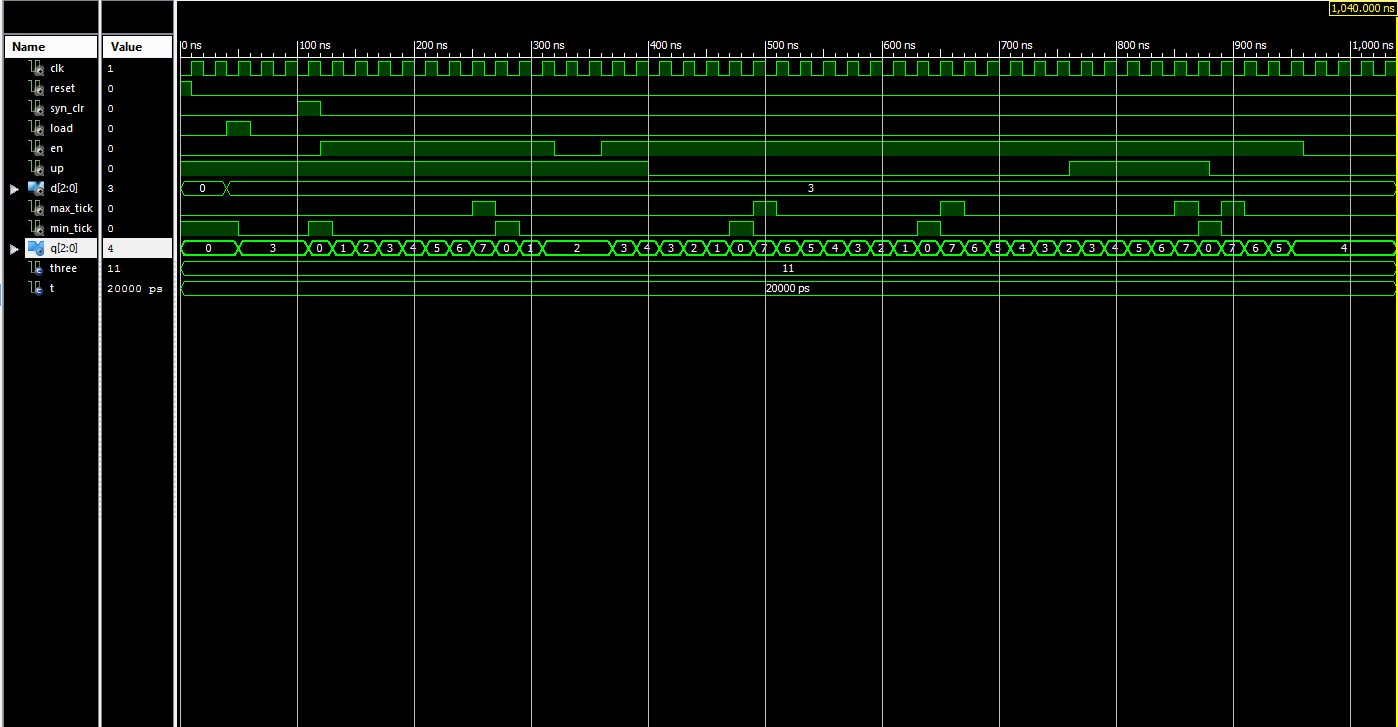 1,040.000 ns
Name Value 0 ns 100 ns 200 ns 300 ns 400 ns 500 ns 600 ns 700 ns 800 ns 900 ns 1,000 ns
clk 1
reset 0
syn_clr 0
load 0
en 0
up 0
d[2:0] 3 0 3
max_tick 0
min_tick 0
q[2:0] 4 0 3 0 1 2 3 4 5 6 7 0 1 2 3 4 3 2 1 0 7 6 5 4 3 2 1 0 7 6 5 4 3 2 3 4 5 6 7 0 7 6 5 4
three 11 11
t 20000 ps 20000 ps